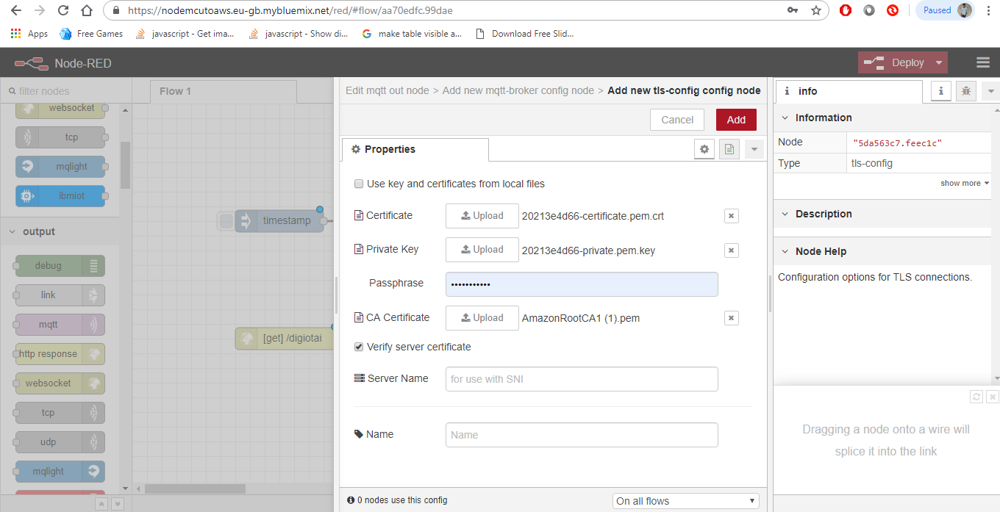 https://nodemcutoaws.eu-gb.mybluemix.net/red/#flow/aa70edfc.99dae
Paused
Apps
Free Games
javascript - Get ima...
javascript - Show di...
make table visible a...
Download Free Slid...
Node-RED
Deploy
filter nodes
websocket
tcp
mqlight
ibmiot
output
debug
link
mqtt
http response
websocket
tcp
udp
mqlight
Flow 1
timestamp
[get] /digiotai
Edit mqtt out node > Add new mqtt-broker config node > Add new tls-config config node
Cancel
Add
Properties
Use key and certificates from local files
Certificate Upload 20213e4d66-certificate.pem.crt
Private Key Upload 20213e4d66-private.pem.key
Passphrase •••••••••••
CA Certificate Upload AmazonRootCA1 (1).pem
Verify server certificate
Server Name for use with SNI
Name Name
0 nodes use this config
On all flows
info
Information
Node "5da563c7.feec1c"
Type tls-config
show more
Description
Node Help
Configuration options for TLS connections.
Dragging a node onto a wire will
splice it into the link